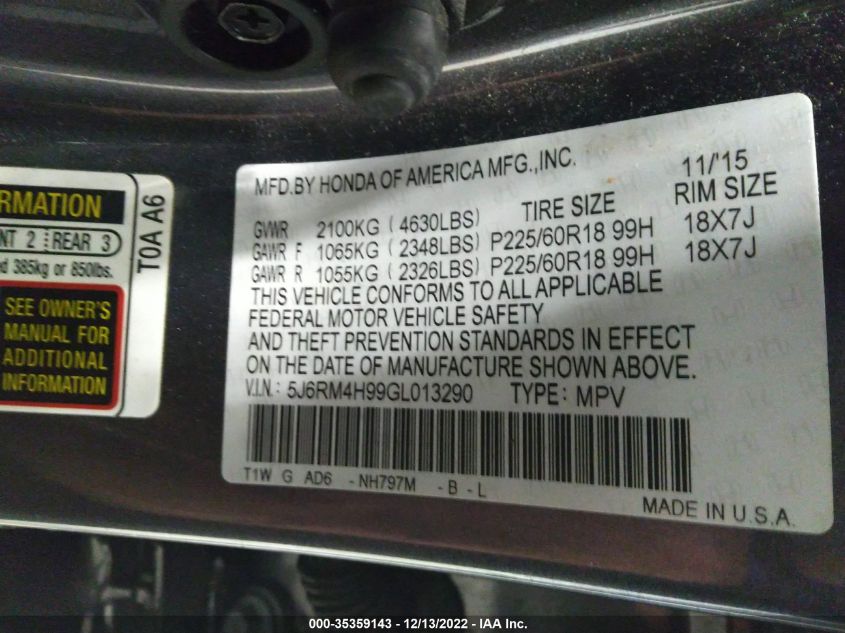 MFD.BY HONDA OF AMERICA MFG.,INC. 11/'15
GVWR 2100KG (4630LBS) TIRE SIZE RIM SIZE
GAWR F 1065KG (2348LBS) P225/60R18 99H 18X7J
GAWR R 1055KG (2326LBS) P225/60R18 99H 18X7J
THIS VEHICLE CONFORMS TO ALL APPLICABLE
FEDERAL MOTOR VEHICLE SAFETY
AND THEFT PREVENTION STANDARDS IN EFFECT
ON THE DATE OF MANUFACTURE SHOWN ABOVE.
V.I.N.: 5J6RM4H99GL013290 TYPE: MPV
T1W G AD6 -NH797M -B-L
MADE IN U.S.A.
RMATION
NT 2 REAR 3
d 385kg or 850lbs.
SEE OWNER'S
MANUAL FOR
ADDITIONAL
INFORMATION
T0A A6
000-35359143 - 12/13/2022 - IAA Inc.